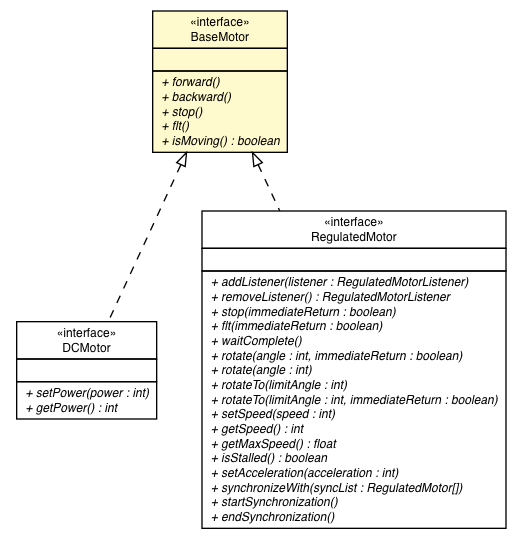 «interface»
BaseMotor
+ forward()
+ backward()
+ stop()
+ flt()
+ isMoving() : boolean
«interface»
RegulatedMotor
+ addListener(listener : RegulatedMotorListener)
+ removeListener() : RegulatedMotorListener
+ stop(immediateReturn : boolean)
+ flt(immediateReturn : boolean)
+ waitComplete()
+ rotate(angle : int, immediateReturn : boolean)
+ rotate(angle : int)
+ rotateTo(limitAngle : int)
+ rotateTo(limitAngle : int, immediateReturn : boolean)
+ setSpeed(speed : int)
+ getSpeed() : int
+ getMaxSpeed() : float
+ isStalled() : boolean
+ setAcceleration(acceleration : int)
+ synchronizeWith(syncList : RegulatedMotor[])
+ startSynchronization()
+ endSynchronization()
«interface»
DCMotor
+ setPower(power : int)
+ getPower() : int